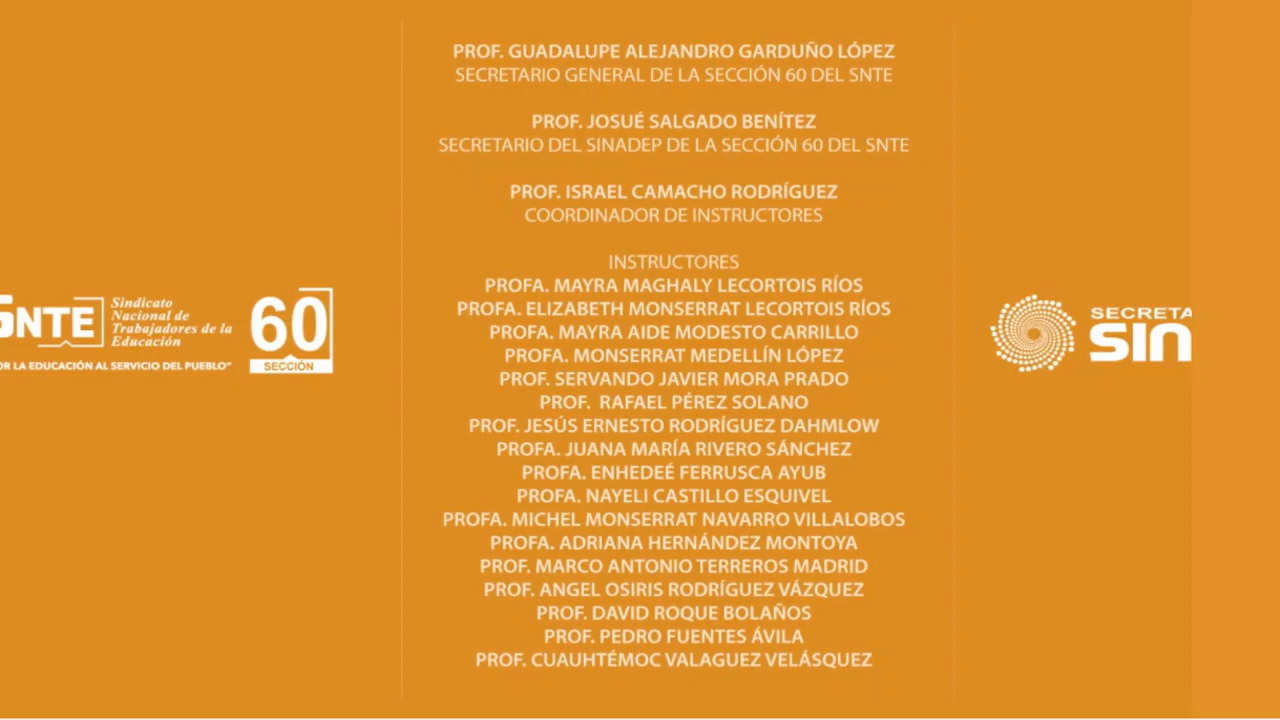 PROF. GUADALUPE ALEJANDRO GARDUÑO LÓPEZ
SECRETARIO GENERAL DE LA SECCIÓN 60 DEL SNTE
PROF. JOSUÉ SALGADO BENÍTEZ
SECRETARIO DEL SINADEP DE LA SECCIÓN 60 DEL SNTE
PROF. ISRAEL CAMACHO RODRÍGUEZ
COORDINADOR DE INSTRUCTORES
INSTRUCTORES
PROFA. MAYRA MAGHALY LECORTOIS RÍOS
PROFA. ELIZABETH MONSERRAT LECORTOIS RÍOS
PROFA. MAYRA AIDE MODESTO CARRILLO
PROFA. MONSERRAT MEDELLÍN LÓPEZ
PROF. SERVANDO JAVIER MORA PRADO
PROF. RAFAEL PÉREZ SOLANO
PROF. JESÚS ERNESTO RODRÍGUEZ DAHMLOW
PROFA. JUANA MARÍA RIVERO SÁNCHEZ
PROFA. ENHEDEÉ FERRUSCA AYUB
PROFA. NAYELI CASTILLO ESQUIVEL
PROFA. MICHEL MONSERRAT NAVARRO VILLALOBOS
PROFA. ADRIANA HERNÁNDEZ MONTOYA
PROF. MARCO ANTONIO TERREROS MADRID
PROF. ANGEL OSIRIS RODRÍGUEZ VÁZQUEZ
PROF. DAVID ROQUE BOLAÑOS
PROF. PEDRO FUENTES ÁVILA
PROF. CUAUHTÉMOC VALAGUEZ VELÁSQUEZ
SNTE
Sindicato
Nacional de
Trabajadores de la
Educación
OR LA EDUCACIÓN AL SERVICIO DEL PUEBLO"
60
SECCIÓN
SECRETA
SIN